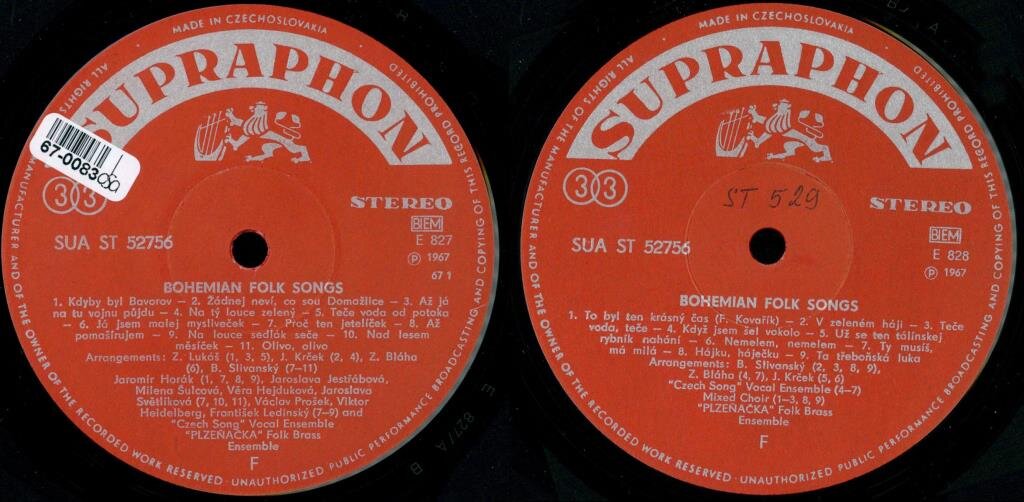 MADE IN CZECHOSLOVAKIA
ALL RIGHTS OF THE MANUFACTURER AND OF THE OWNER OF THE RECORDED WORK RESERVED · UNAUTHORIZED PUBLIC PERFORMANCE BROADCASTING AND COPYING OF THIS RECORD PROHIBITED
SUPRAPHON
67-0083
33
STEREO
BIEM
SUA ST 52756
E 827
℗ 1967
67 1
BOHEMIAN FOLK SONGS
1. Kdyby byl Bavorov – 2. Žádnej neví, co sou Domažlice – 3. Až já
na tu vojnu půjdu – 4. Na tý louce zelený – 5. Teče voda od potoka
– 6. Já jsem malej mysliveček – 7. Proč ten jetelíček – 8. Až
pomašírujem – 9. Na louce sedlák seče – 10. Na nebi
měsíček – 11. Olivo, olivo
Arrangements: Z. Lukáš (1, 3, 5), J. Krček (2, 4), Z. Bláha
(6), B. Slivanský (7–11)
Jaromír Horák (1, 7, 8, 9), Jaroslava Jestřábová,
Milena Šulcová, Věra Hejduková, Jaroslava
Světlíková (7, 10, 11), Václav Prošek, Viktor
Heidelberg, František Ledinský (7–9) and
"Czech Song" Vocal Ensemble
"PLZEŇAČKA" Folk Brass
Ensemble
F
E 827/A
MADE IN CZECHOSLOVAKIA
ALL RIGHTS OF THE MANUFACTURER AND OF THE OWNER OF THE RECORDED WORK RESERVED · UNAUTHORIZED PUBLIC PERFORMANCE BROADCASTING AND COPYING OF THIS RECORD PROHIBITED
SUPRAPHON
33
ST 529
STEREO
BIEM
SUA ST 52756
E 828
℗ 1967
BOHEMIAN FOLK SONGS
1. To byl ten krásný čas (F. Kovařík) – 2. V zeleném háji – 3. Teče
voda, teče – 4. Když jsem šel vokolo – 5. Už se ten tólinskej
rybník nahání – 6. Nemelem, nemelem – 7. Ty musíš,
má milá – 8. Hájku, háječku – 9. Ta třeboňská luka
Arrangements: B. Slivanský (2, 3, 8, 9),
Z. Bláha (4, 7), J. Krček (5, 6)
"Czech Song" Vocal Ensemble (4–7)
Mixed Choir (1–3, 8, 9)
"PLZEŇAČKA" Folk Brass
Ensemble
F